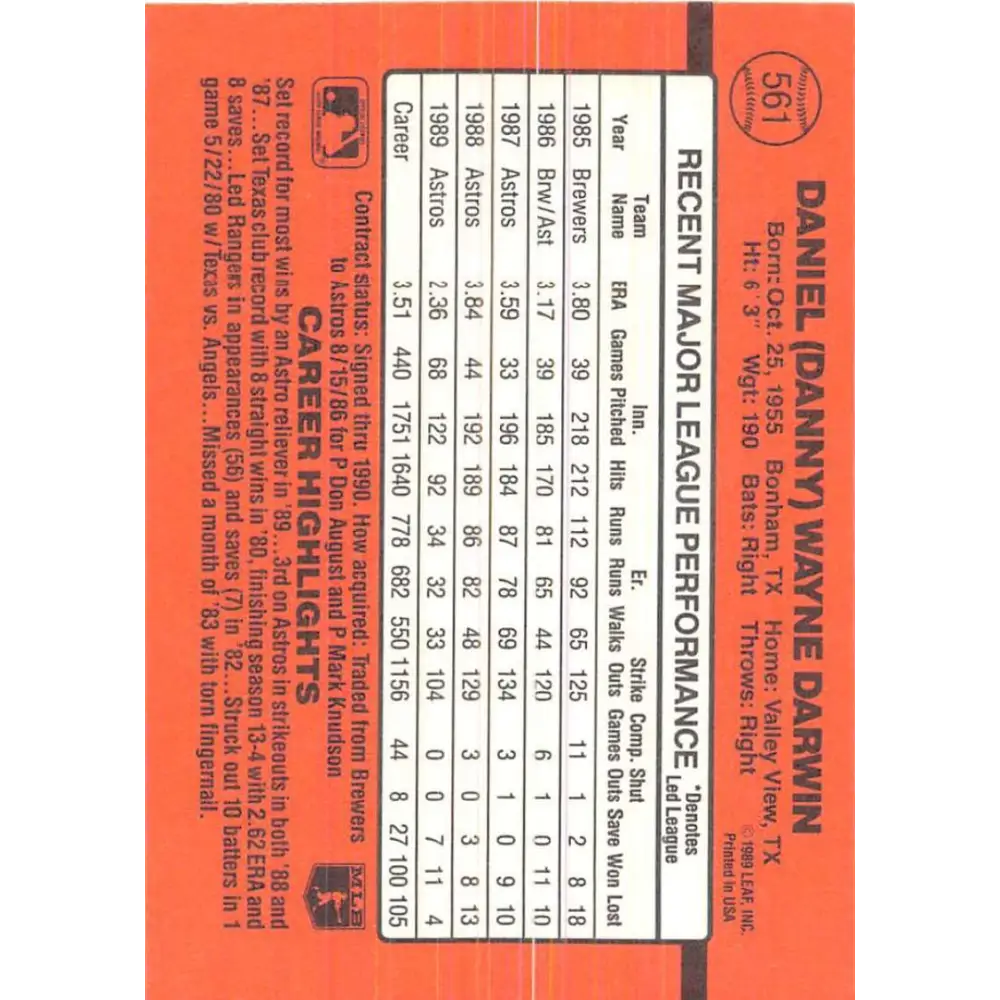 561
DANIEL (DANNY) WAYNE DARWIN
Born: Oct. 25, 1955 Bonham, TX Home: Valley View, TX
Ht: 6'3" Wgt: 190 Bats: Right Throws: Right
© 1989 LEAF, INC.
Printed in USA
RECENT MAJOR LEAGUE PERFORMANCE *Denotes
Led League
Team Inn. Er. Strike Comp. Shut
Year Name ERA Games Pitched Hits Runs Runs Walks Outs Games Outs Save Won Lost
1985 Brewers 3.80 39 218 212 112 92 65 125 11 1 2 8 18
1986 Brw/Ast 3.17 39 185 170 81 65 44 120 6 1 0 11 10
1987 Astros 3.59 33 196 184 87 78 69 134 3 1 0 9 10
1988 Astros 3.84 44 192 189 86 82 48 129 3 0 3 8 13
1989 Astros 2.36 68 122 92 34 32 33 104 0 0 7 11 4
Career 3.51 440 1751 1640 778 682 550 1156 44 8 27 100 105
Contract status: Signed thru 1990. How acquired: Traded from Brewers
to Astros 8/15/86 for P Don August and P Mark Knudson
MLB
CAREER HIGHLIGHTS
Set record for most wins by an Astro reliever in '89...3rd on Astros in strikeouts in both '88 and
'87...Set Texas club record with 8 straight wins in '80, finishing season 13-4 with 2.62 ERA and
8 saves...Led Rangers in appearances (56) and saves (7) in '82...Struck out 10 batters in 1
game 5/22/80 w/Texas vs. Angels...Missed a month of '83 with torn fingernail.